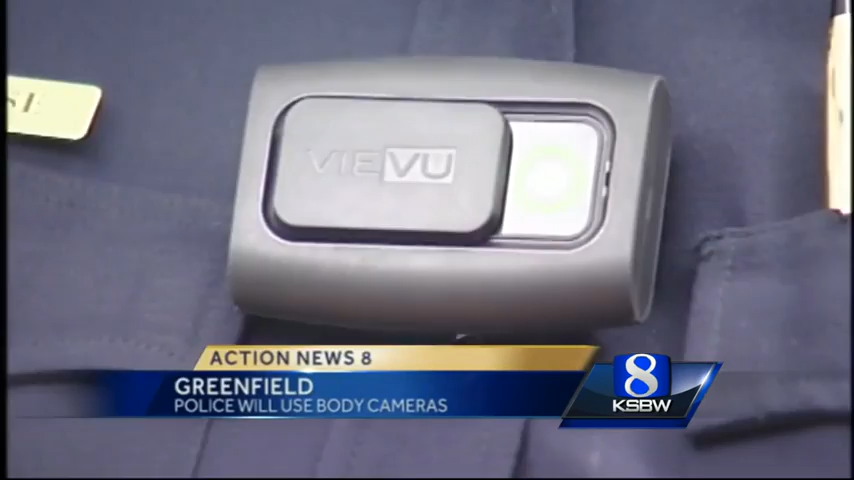 VIEVU
ACTION NEWS 8
GREENFIELD
POLICE WILL USE BODY CAMERAS
8
KSBW